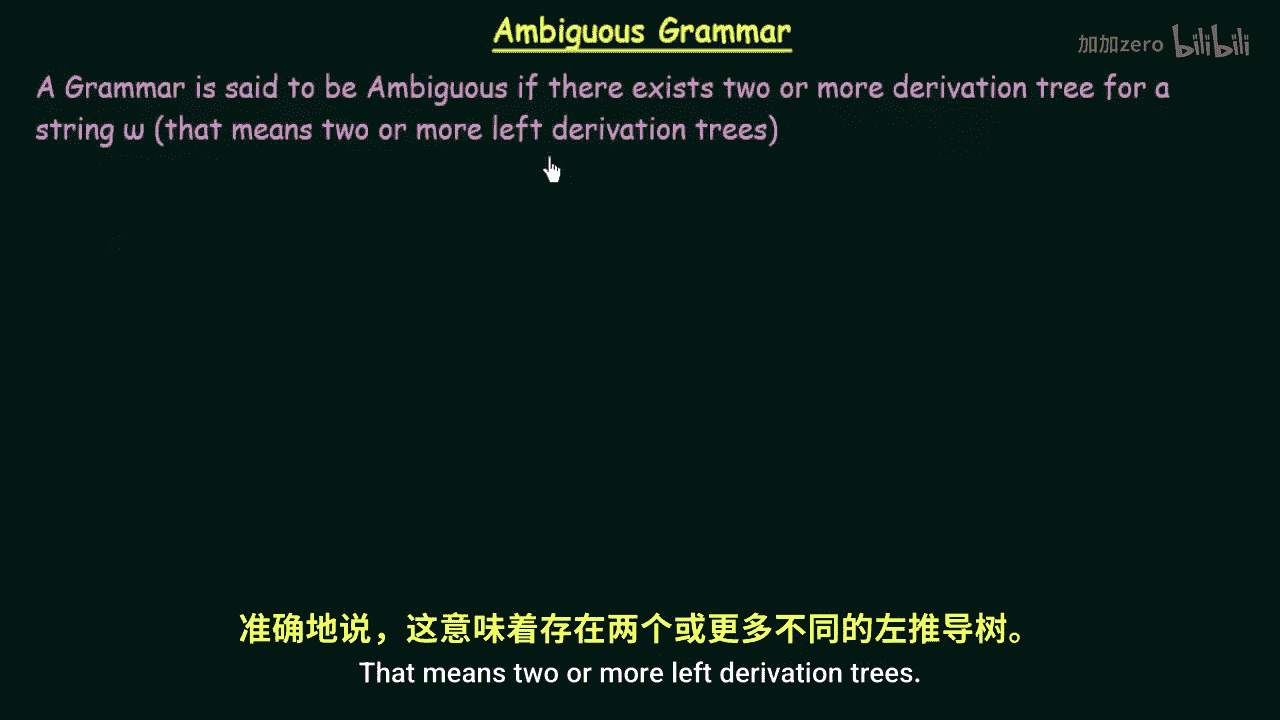 Ambiguous Grammar
加加zero bilibili
A Grammar is said to be Ambiguous if there exists two or more derivation tree for a
string w (that means two or more left derivation trees)
准确地说，这意味着存在两个或更多不同的左推导树。
That means two or more left derivation trees.